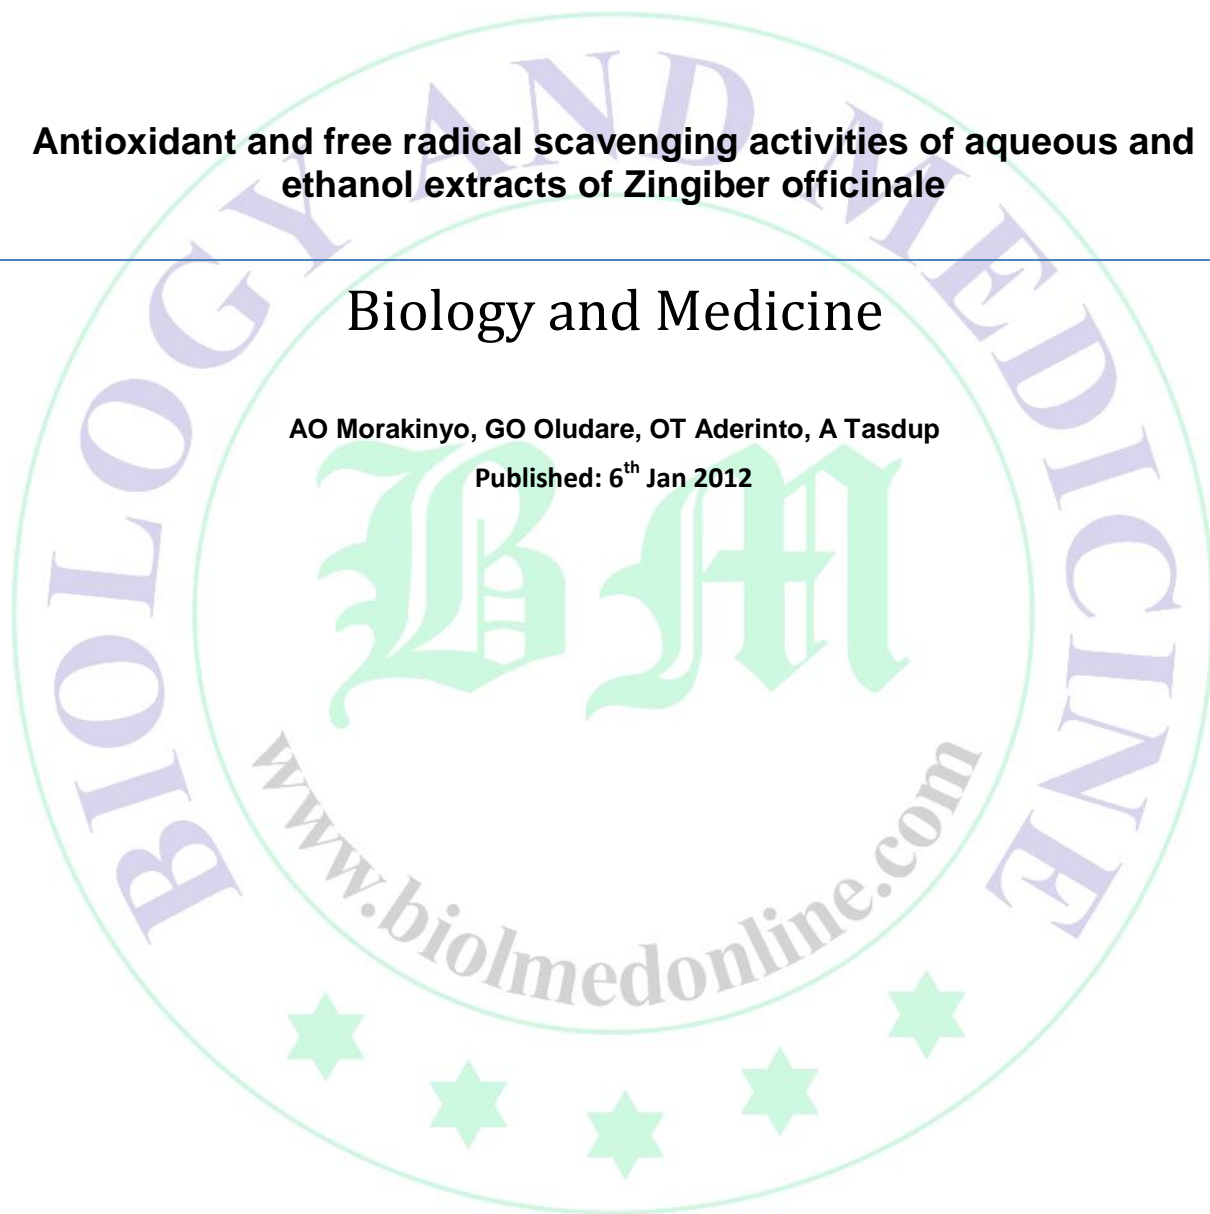 Antioxidant and free radical scavenging activities of aqueous and
ethanol extracts of Zingiber officinale
Biology and Medicine
AO Morakinyo, GO Oludare, OT Aderinto, A Tasdup
Published: 6th Jan 2012
BIOLOGY AND MEDICINE
BM
www.biolmedonline.com